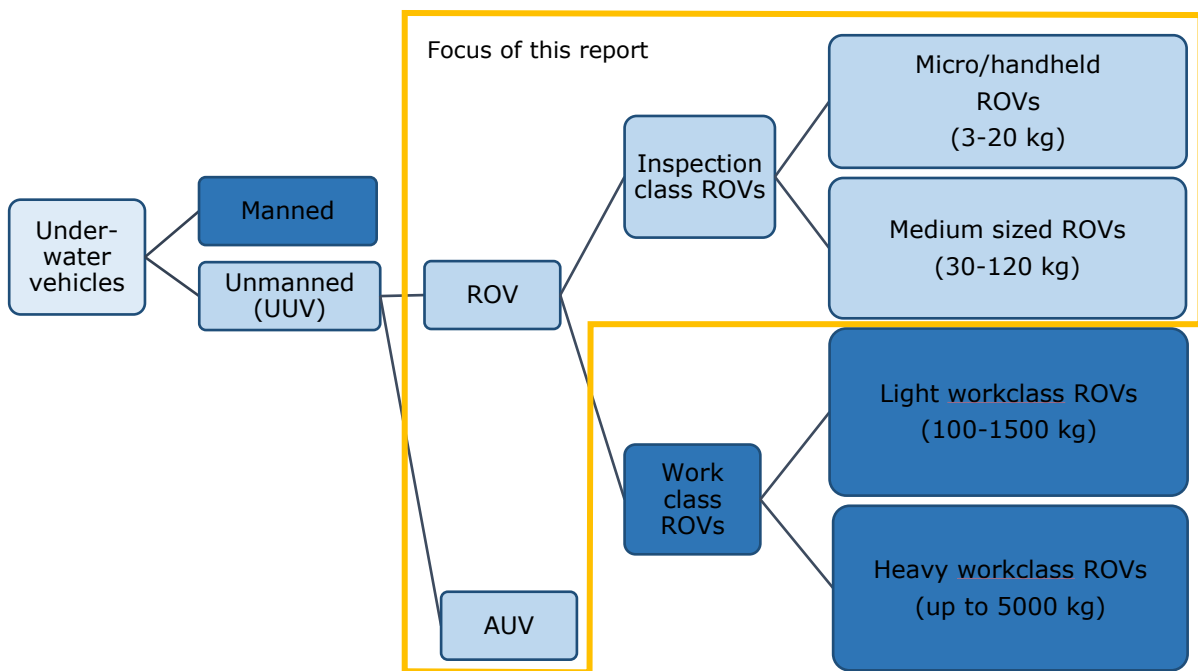 Focus of this report
Under-
water
vehicles
Manned
Unmanned
(UUV)
ROV
AUV
Inspection
class ROVs
Work
class
ROVs
Micro/handheld
ROVs
(3-20 kg)
Medium sized ROVs
(30-120 kg)
Light workclass ROVs
(100-1500 kg)
Heavy workclass ROVs
(up to 5000 kg)